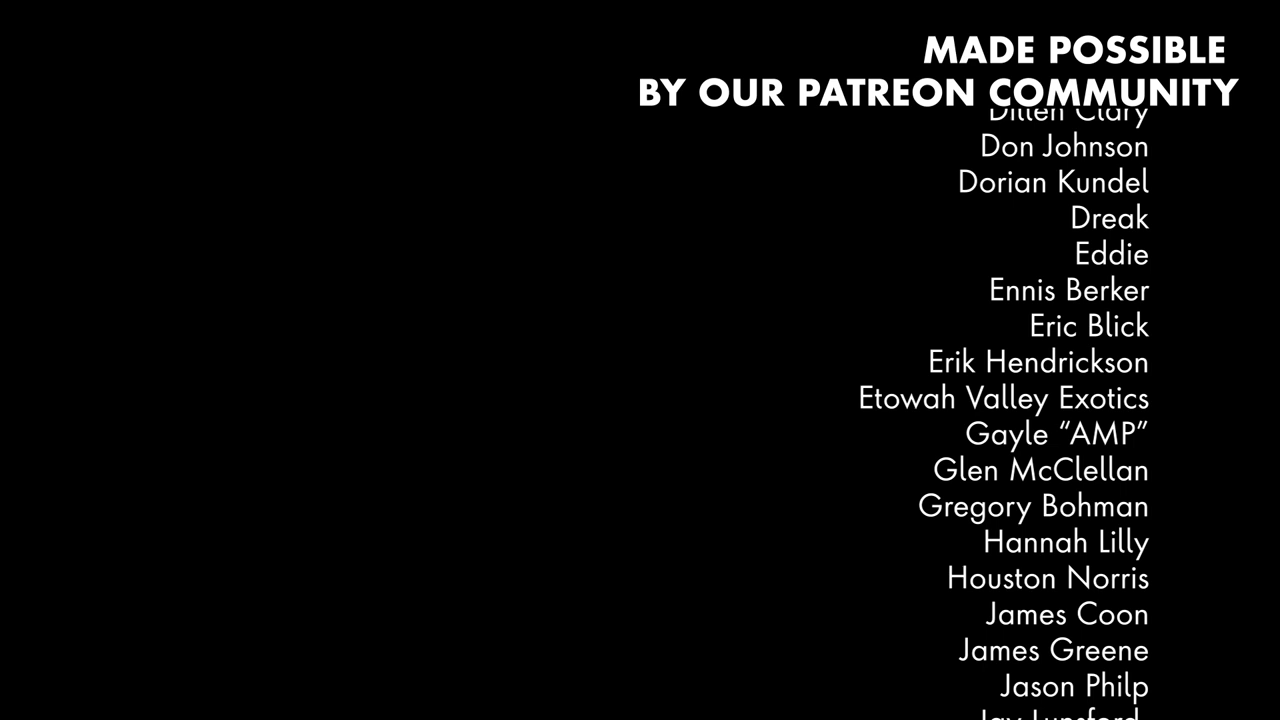 MADE POSSIBLE
BY OUR PATREON COMMUNITY
Clary
Don Johnson
Dorian Kundel
Dreak
Eddie
Ennis Berker
Eric Blick
Erik Hendrickson
Etowah Valley Exotics
Gayle “AMP”
Glen McClellan
Gregory Bohman
Hannah Lilly
Houston Norris
James Coon
James Greene
Jason Philp